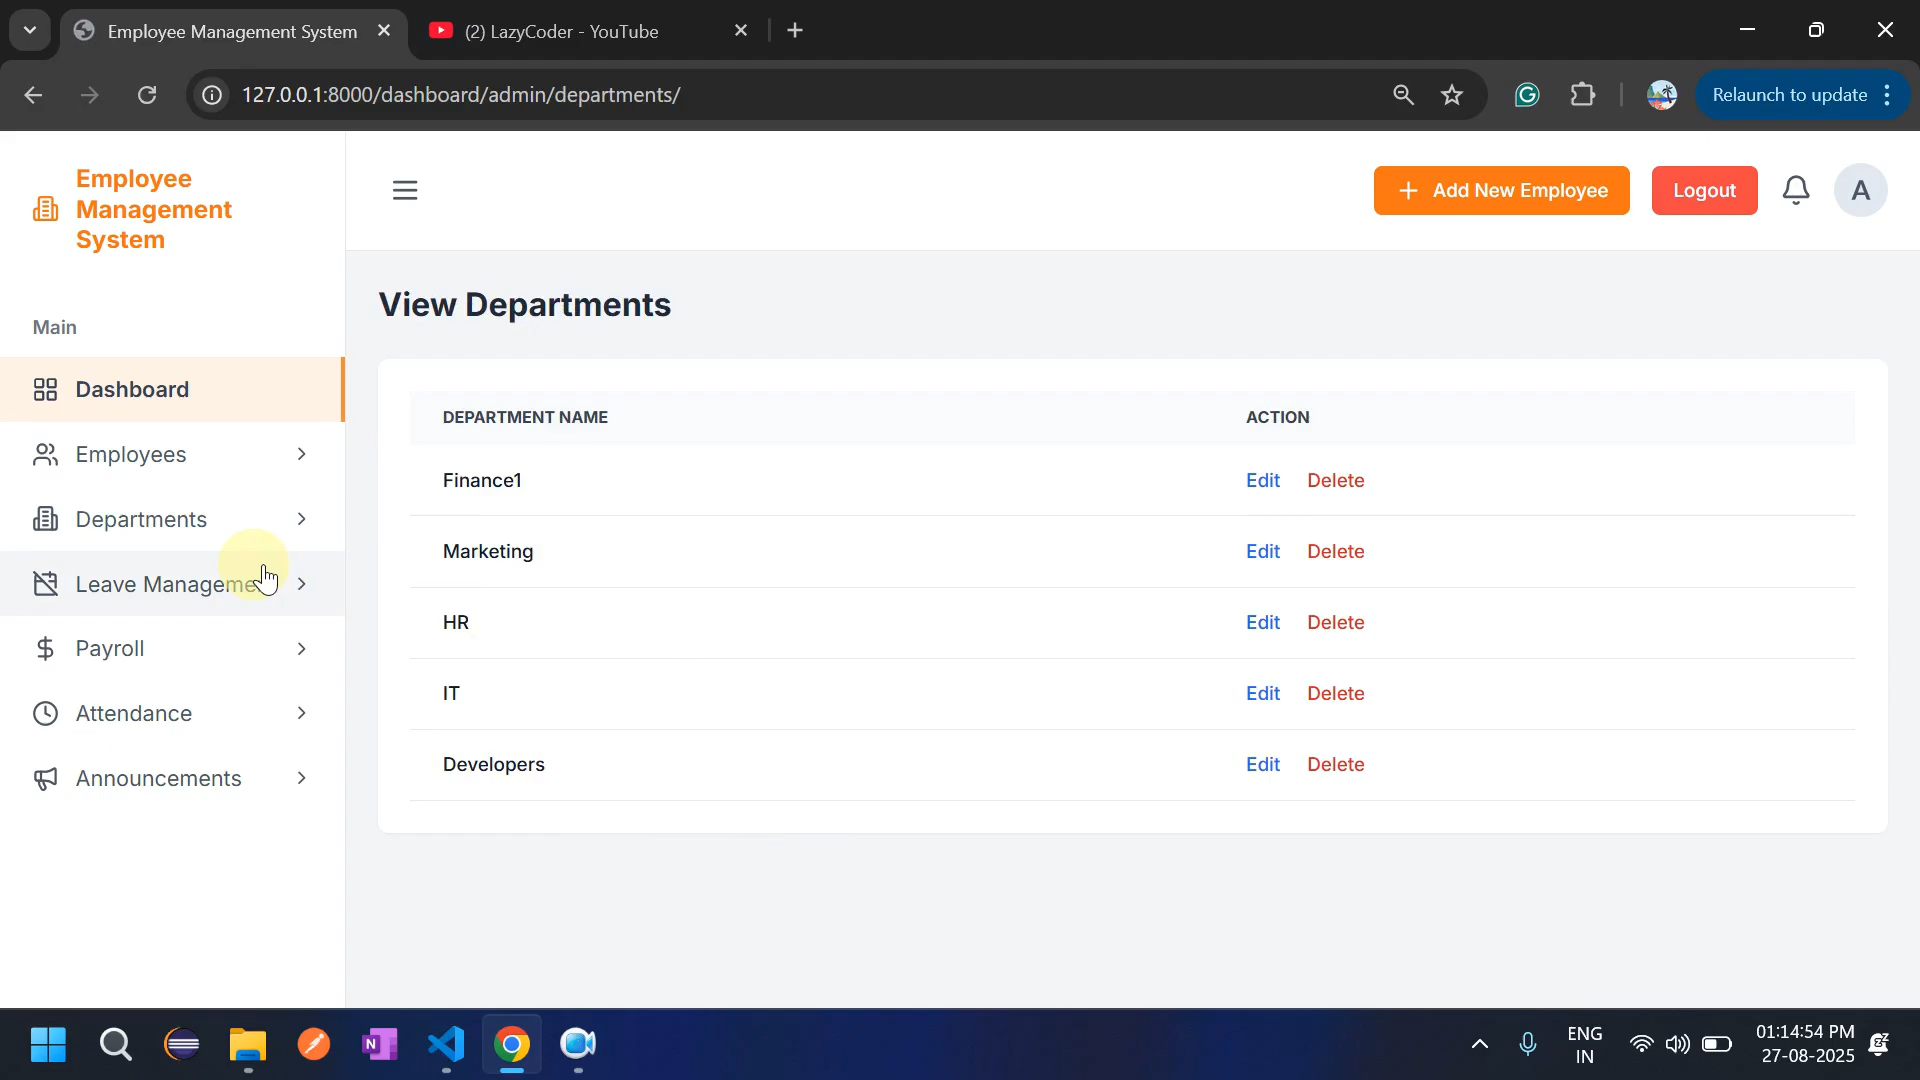 Employee Management System
(2) LazyCoder - YouTube
127.0.0.1:8000/dashboard/admin/departments/
Relaunch to update
Employee
Management
System
Add New Employee
Logout
A
View Departments
Main
Dashboard
Employees
Departments
Leave Manageme
Payroll
Attendance
Announcements
DEPARTMENT NAME ACTION
Finance1 Edit Delete
Marketing Edit Delete
HR Edit Delete
IT Edit Delete
Developers Edit Delete
ENG
IN
01:14:54 PM
27-08-2025